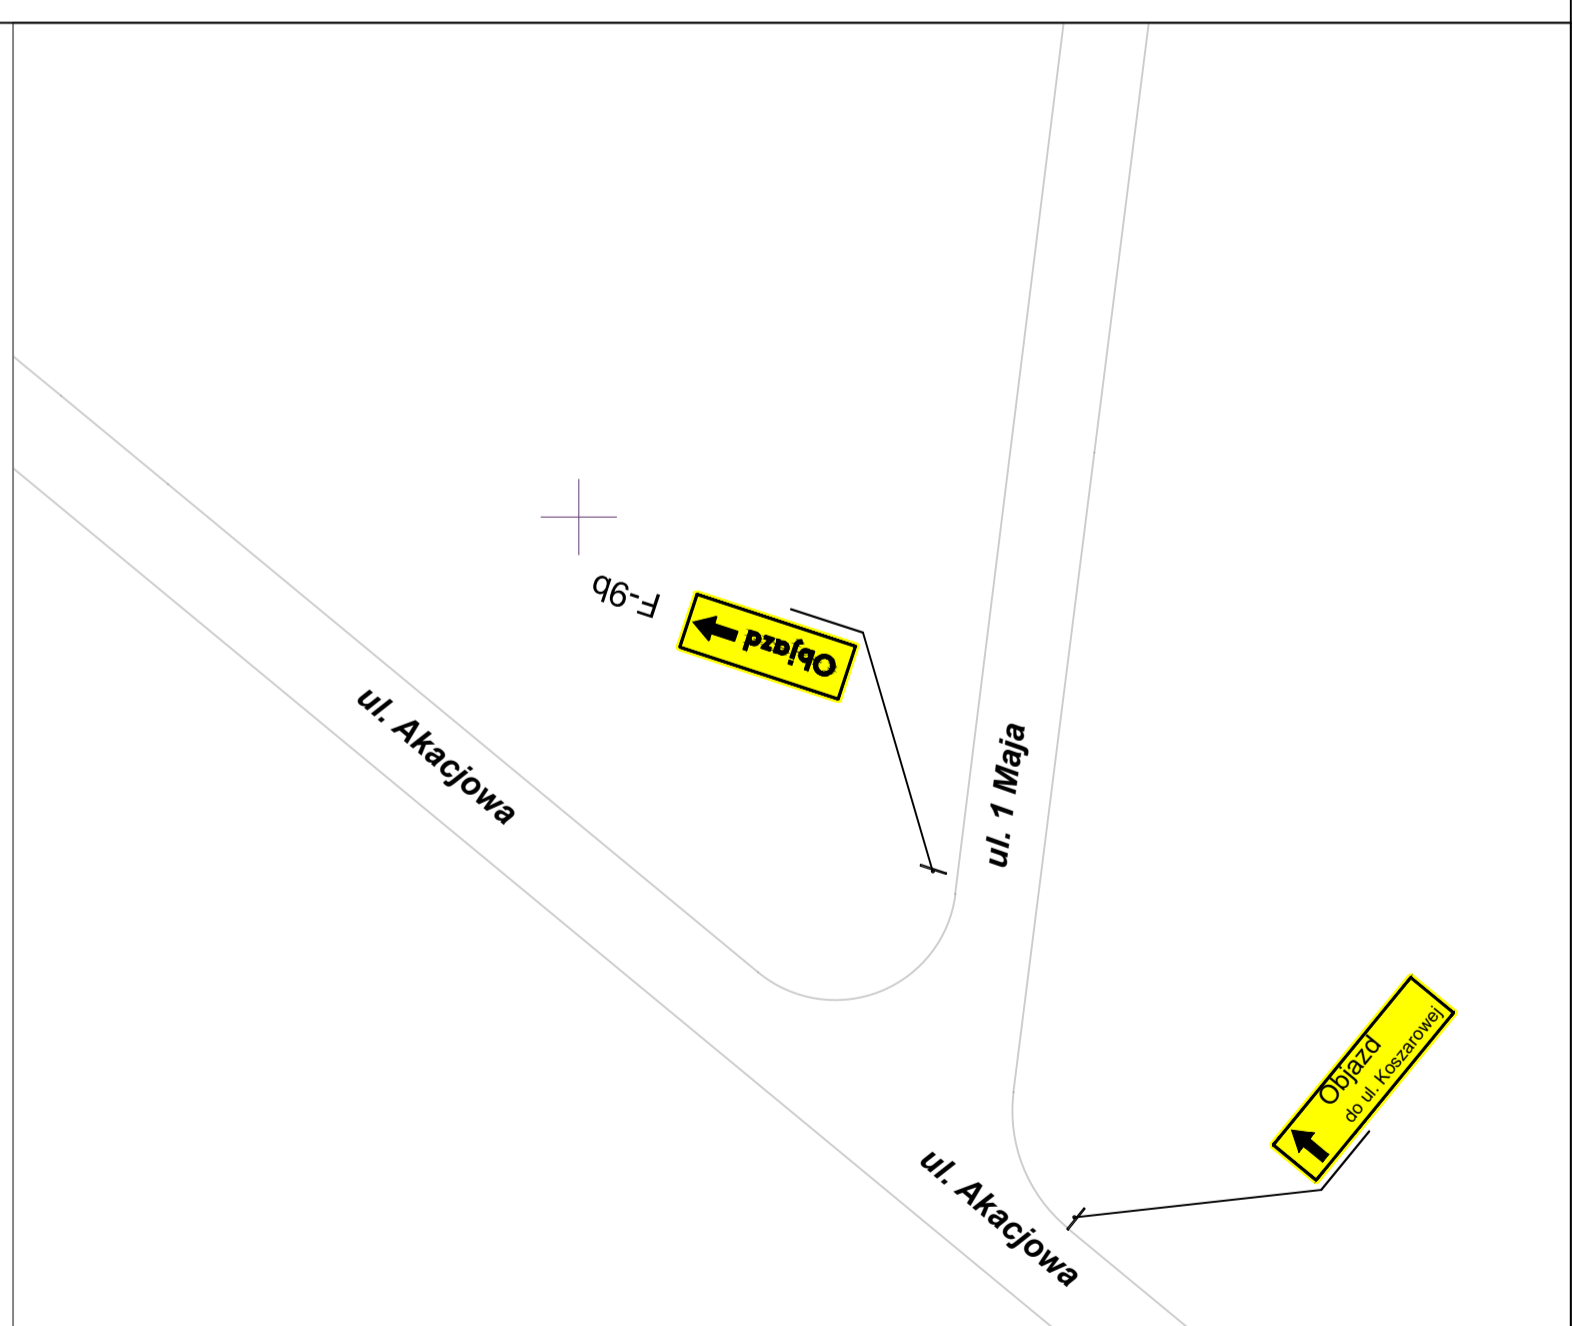 F-9b
Objazd
ul. Akacjowa
ul. 1 Maja
Objazd
do ul. Koszarowej
ul. Akacjowa